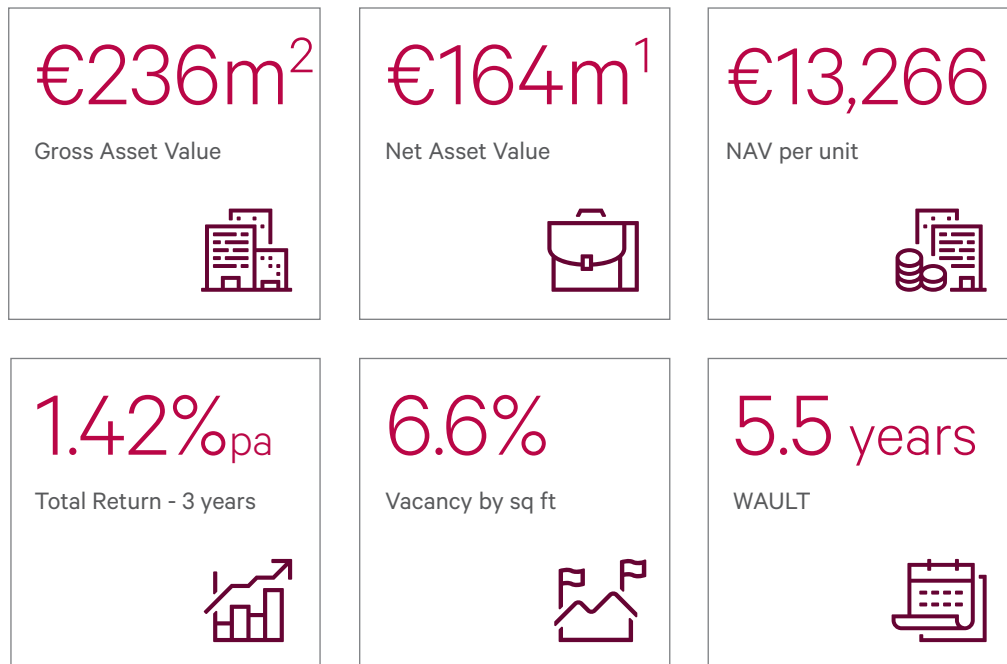 €236m²
Gross Asset Value
€164m¹
Net Asset Value
€13,266
NAV per unit
1.42%pa
Total Return - 3 years
6.6%
Vacancy by sq ft
5.5 years
WAULT